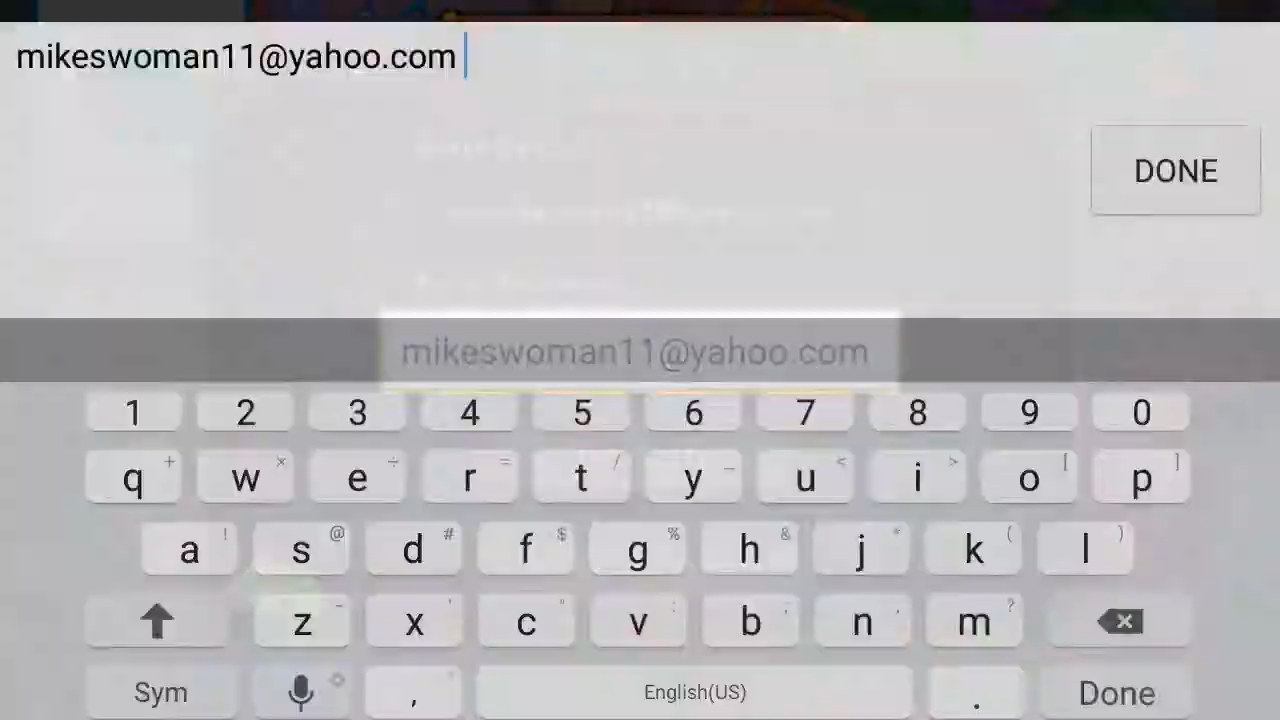 mikeswoman11@yahoo.com
DONE
mikeswoman11@yahoo.com
1 2 3 4 5 6 7 8 9 0
q + w × e ÷ r = t / y _ u < i > o [ p ]
a ! s @ d # f $ g % h & j * k ( l )
z - x ' c " v : b ; n , m ?
Sym , English(US) . Done